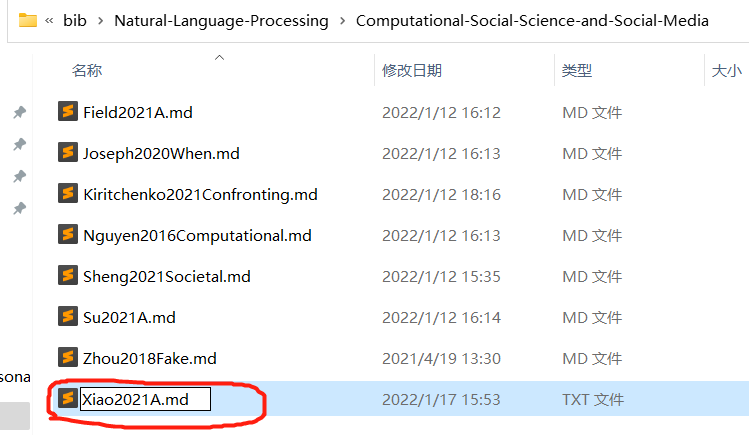 « bib > Natural-Language-Processing > Computational-Social-Science-and-Social-Media
名称 修改日期 类型 大小
Field2021A.md 2022/1/12 16:12 MD 文件
Joseph2020When.md 2022/1/12 16:13 MD 文件
Kiritchenko2021Confronting.md 2022/1/12 18:16 MD 文件
Nguyen2016Computational.md 2022/1/12 16:13 MD 文件
Sheng2021Societal.md 2022/1/12 15:35 MD 文件
Su2021A.md 2022/1/12 16:14 MD 文件
Zhou2018Fake.md 2021/4/19 13:30 MD 文件
sona
Xiao2021A.md 2022/1/17 15:53 TXT 文件